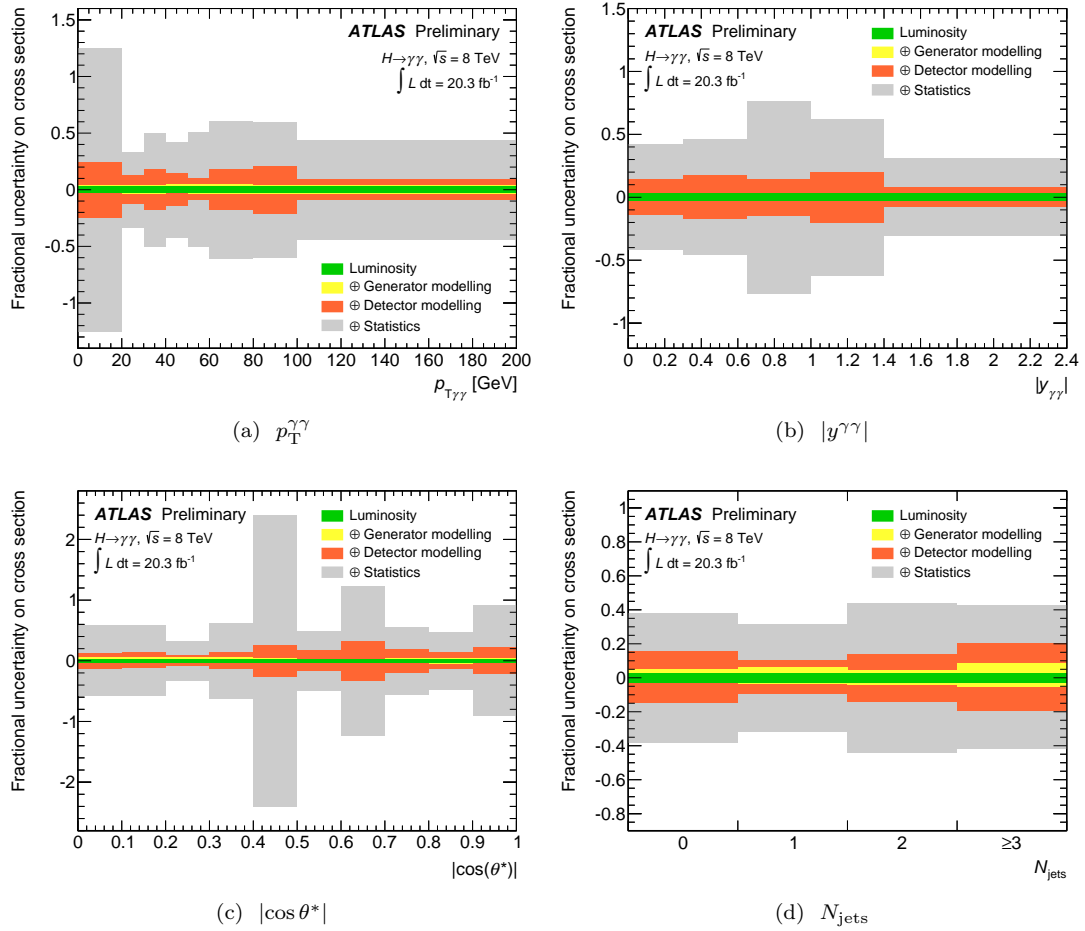 Fractional uncertainty on cross section
1.5
1
0.5
0
-0.5
-1
ATLAS Preliminary
H→γγ, √s = 8 TeV
∫ L dt = 20.3 fb⁻¹
Luminosity
⊕ Generator modelling
⊕ Detector modelling
⊕ Statistics
0 20 40 60 80 100 120 140 160 180 200
p_Tγγ [GeV]
(a) p_T^γγ
Fractional uncertainty on cross section
1.5
1
0.5
0
-0.5
-1
ATLAS Preliminary
H→γγ, √s = 8 TeV
∫ L dt = 20.3 fb⁻¹
Luminosity
⊕ Generator modelling
⊕ Detector modelling
⊕ Statistics
0 0.2 0.4 0.6 0.8 1 1.2 1.4 1.6 1.8 2 2.2 2.4
|y_γγ|
(b) |y^γγ|
Fractional uncertainty on cross section
2
1
0
-1
-2
ATLAS Preliminary
H→γγ, √s = 8 TeV
∫ L dt = 20.3 fb⁻¹
Luminosity
⊕ Generator modelling
⊕ Detector modelling
⊕ Statistics
0 0.1 0.2 0.3 0.4 0.5 0.6 0.7 0.8 0.9 1
|cos(θ*)|
(c) |cos θ*|
Fractional uncertainty on cross section
1
0.8
0.6
0.4
0.2
0
-0.2
-0.4
-0.6
-0.8
ATLAS Preliminary
H→γγ, √s = 8 TeV
∫ L dt = 20.3 fb⁻¹
Luminosity
⊕ Generator modelling
⊕ Detector modelling
⊕ Statistics
0 1 2 ≥3
N_jets
(d) N_jets